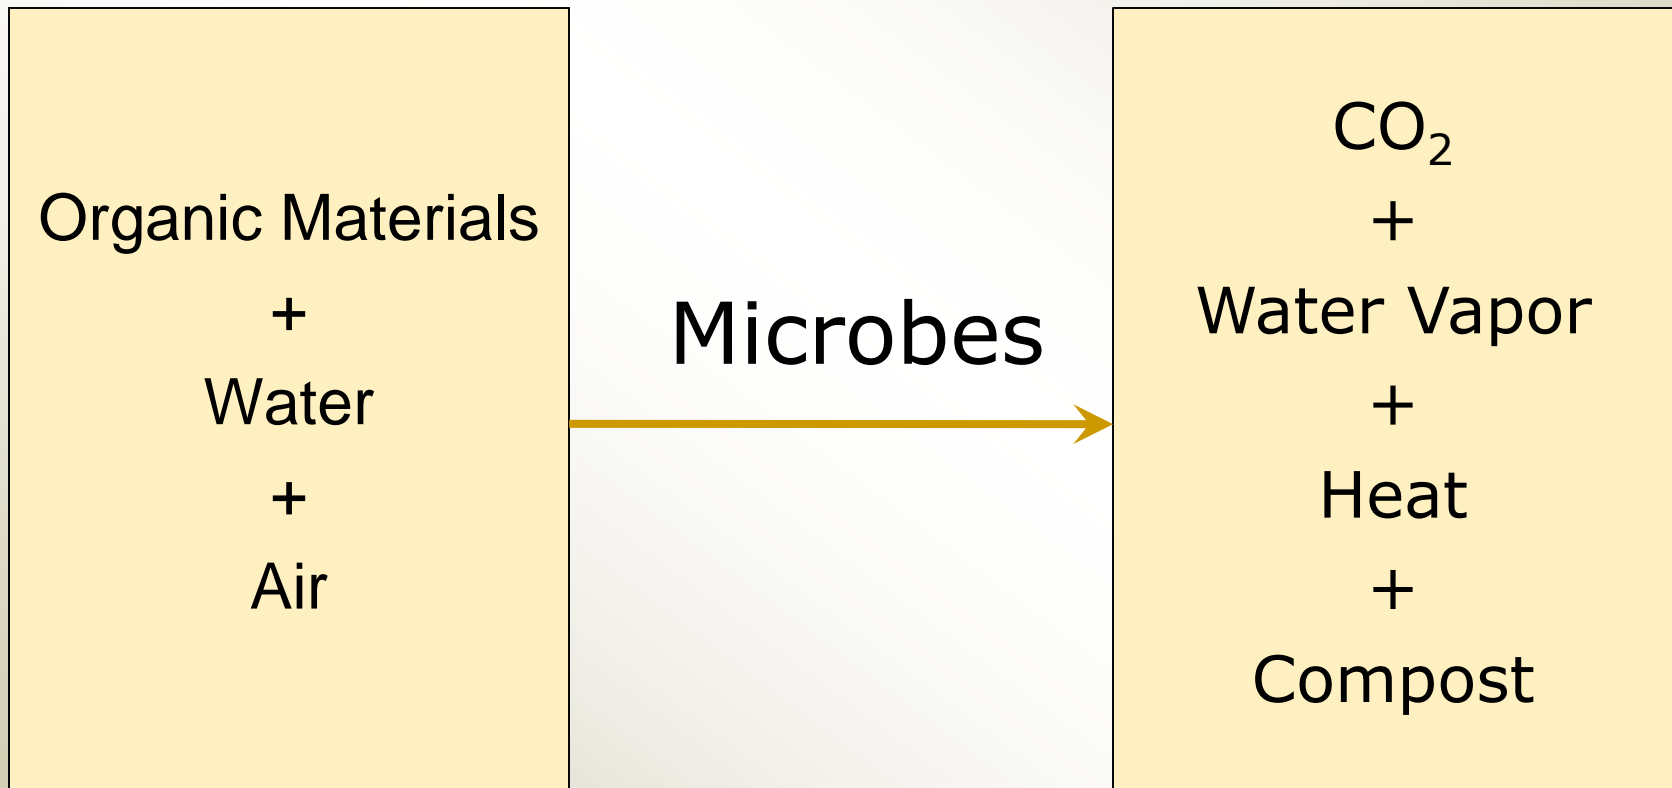 Organic Materials
+
Water
+
Air
Microbes
CO₂
+
Water Vapor
+
Heat
+
Compost